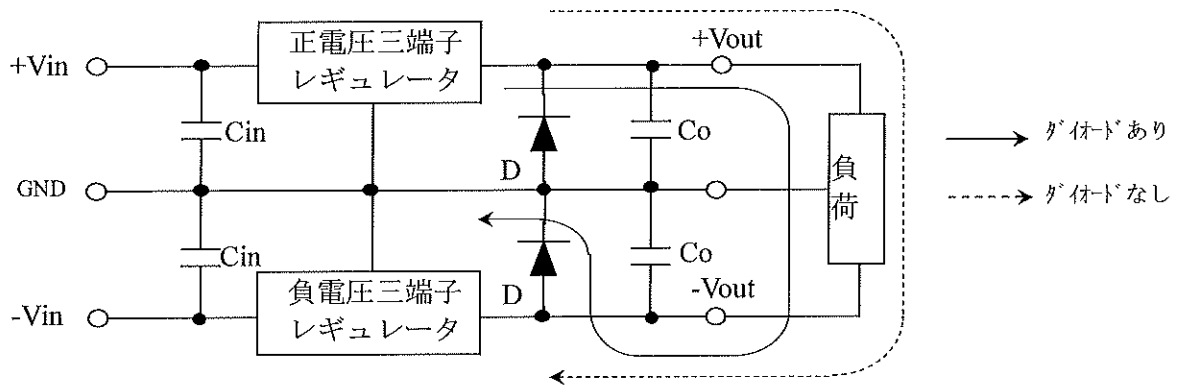 正電圧三端子
レギュレータ
+Vin
+Vout
Cin
Co
D
GND
負
荷
Cin
Co
D
負電圧三端子
レギュレータ
-Vin
-Vout
ダイオードあり
ダイオードなし